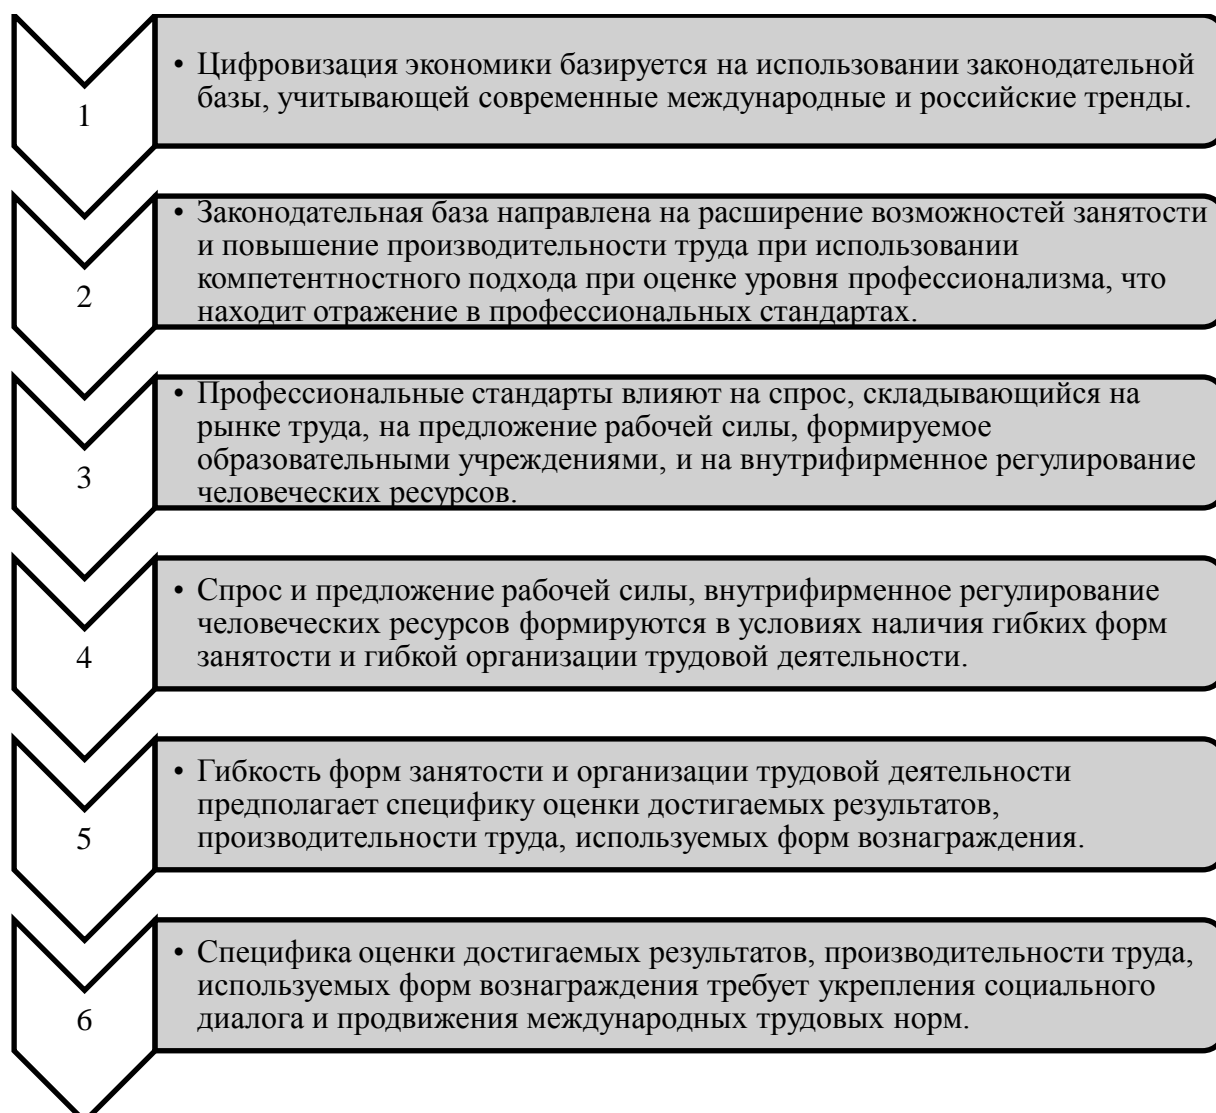 1
• Цифровизация экономики базируется на использовании законодательной
базы, учитывающей современные международные и российские тренды.
2
• Законодательная база направлена на расширение возможностей занятости
и повышение производительности труда при использовании
компетентностного подхода при оценке уровня профессионализма, что
находит отражение в профессиональных стандартах.
3
• Профессиональные стандарты влияют на спрос, складывающийся на
рынке труда, на предложение рабочей силы, формируемое
образовательными учреждениями, и на внутрифирменное регулирование
человеческих ресурсов.
4
• Спрос и предложение рабочей силы, внутрифирменное регулирование
человеческих ресурсов формируются в условиях наличия гибких форм
занятости и гибкой организации трудовой деятельности.
5
• Гибкость форм занятости и организации трудовой деятельности
предполагает специфику оценки достигаемых результатов,
производительности труда, используемых форм вознаграждения.
6
• Специфика оценки достигаемых результатов, производительности труда,
используемых форм вознаграждения требует укрепления социального
диалога и продвижения международных трудовых норм.